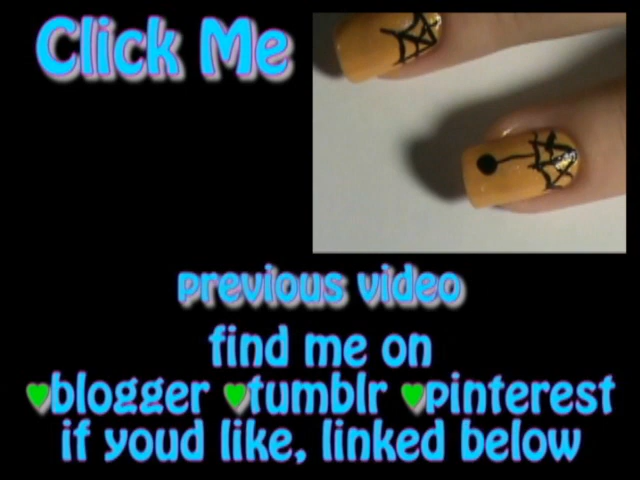 Click Me
previous video
find me on
♥blogger ♥tumblr ♥pinterest
if youd like, linked below